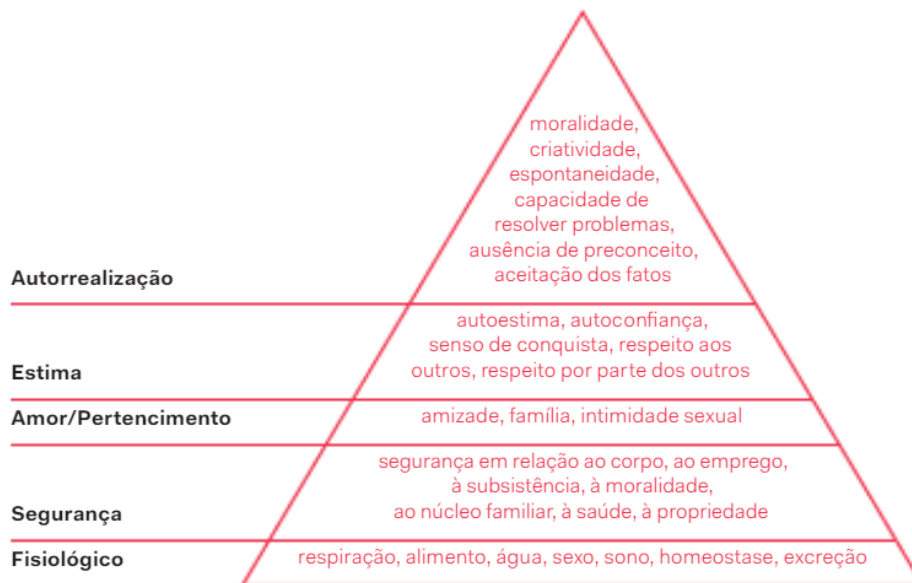 moralidade,
criatividade,
espontaneidade,
capacidade de
resolver problemas,
ausência de preconceito,
aceitação dos fatos
Autorrealização
autoestima, autoconfiança,
senso de conquista, respeito aos
outros, respeito por parte dos outros
Estima
Amor/Pertencimento
amizade, família, intimidade sexual
segurança em relação ao corpo, ao emprego,
à subsistência, à moralidade,
ao núcleo familiar, à saúde, à propriedade
Segurança
Fisiológico
respiração, alimento, água, sexo, sono, homeostase, excreção